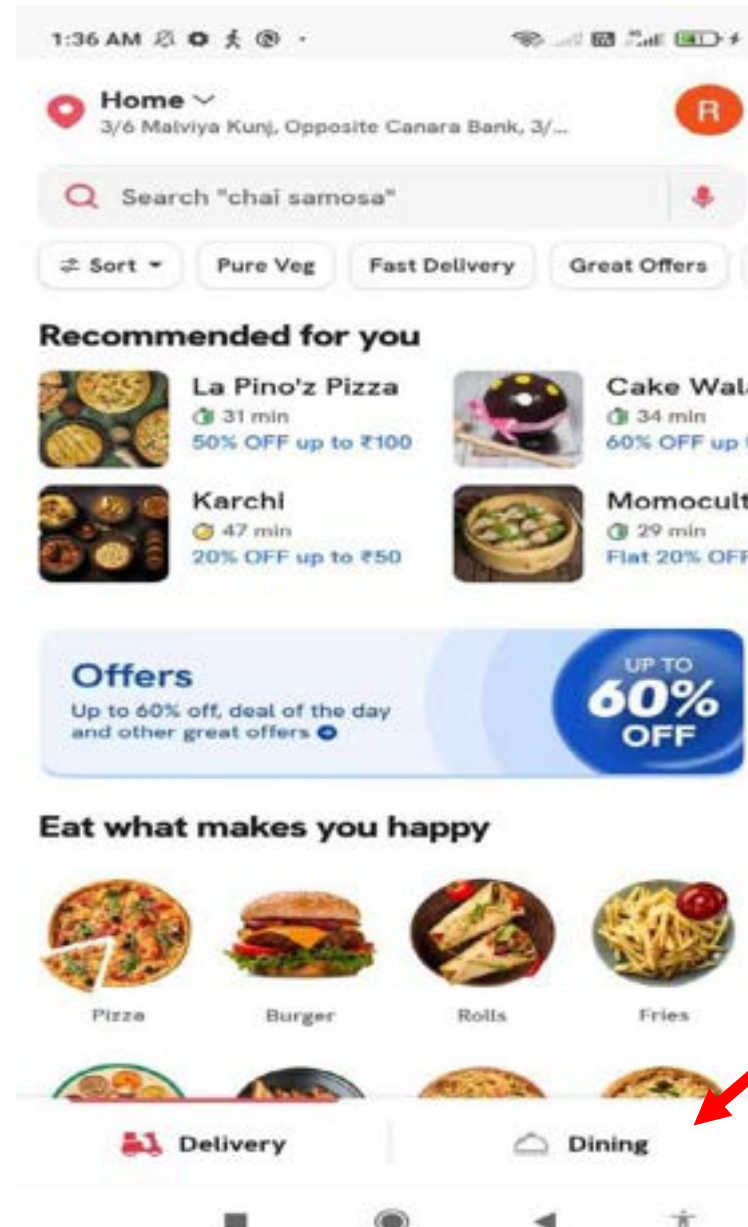 1:36 AM
Home
3/6 Malviya Kunj, Opposite Canara Bank, 3/...
R
Search "chai samosa"
Sort
Pure Veg
Fast Delivery
Great Offers
Recommended for you
La Pino'z Pizza
31 min
50% OFF up to ₹100
Cake Wal
34 min
60% OFF up
Karchi
47 min
20% OFF up to ₹50
Momocult
29 min
Flat 20% OFF
Offers
Up to 60% off, deal of the day
and other great offers
UP TO
60%
OFF
Eat what makes you happy
Pizza
Burger
Rolls
Fries
Delivery
Dining